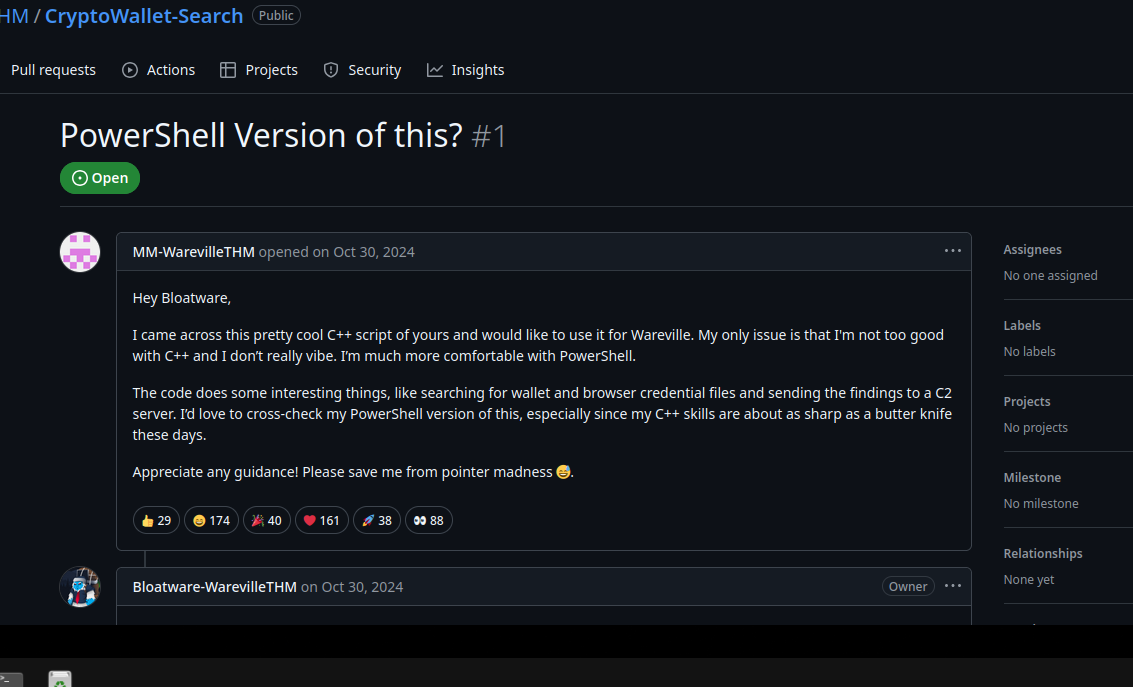 HM / CryptoWallet-Search Public
Pull requests Actions Projects Security Insights
PowerShell Version of this? #1
Open
MM-WarevilleTHM opened on Oct 30, 2024
Hey Bloatware,
I came across this pretty cool C++ script of yours and would like to use it for Wareville. My only issue is that I'm not too good
with C++ and I don’t really vibe. I’m much more comfortable with PowerShell.
The code does some interesting things, like searching for wallet and browser credential files and sending the findings to a C2
server. I’d love to cross-check my PowerShell version of this, especially since my C++ skills are about as sharp as a butter knife
these days.
Appreciate any guidance! Please save me from pointer madness 😅.
👍 29 😄 174 🎉 40 ❤️ 161 🚀 38 👀 88
Bloatware-WarevilleTHM on Oct 30, 2024 Owner
Assignees
No one assigned
Labels
No labels
Projects
No projects
Milestone
No milestone
Relationships
None yet